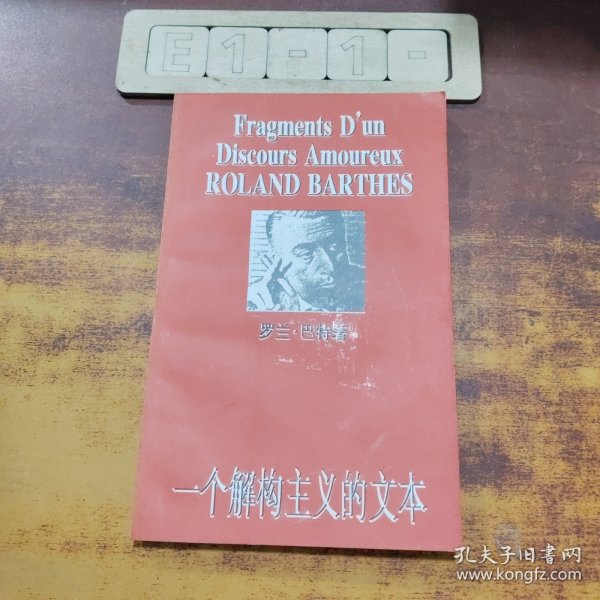 E1-1-
Fragments D'un
Discours Amoureux
ROLAND BARTHES
罗兰·巴特著
一个解构主义的文本
孔夫子旧书网
www.kongfz.com